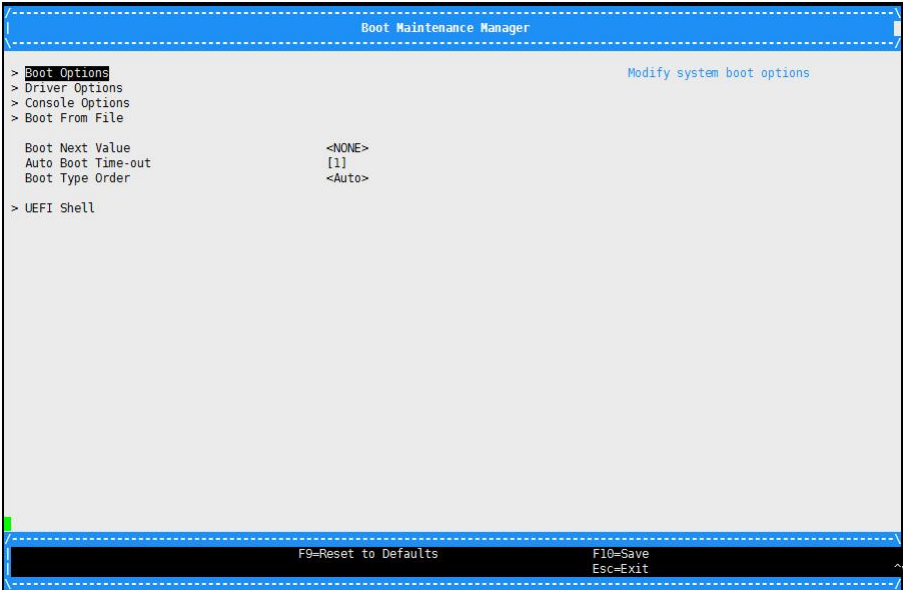 Boot Maintenance Manager
> Boot Options Modify system boot options
> Driver Options
> Console Options
> Boot From File
Boot Next Value <NONE>
Auto Boot Time-out [1]
Boot Type Order <Auto>
> UEFI Shell
F9=Reset to Defaults F10=Save
Esc=Exit